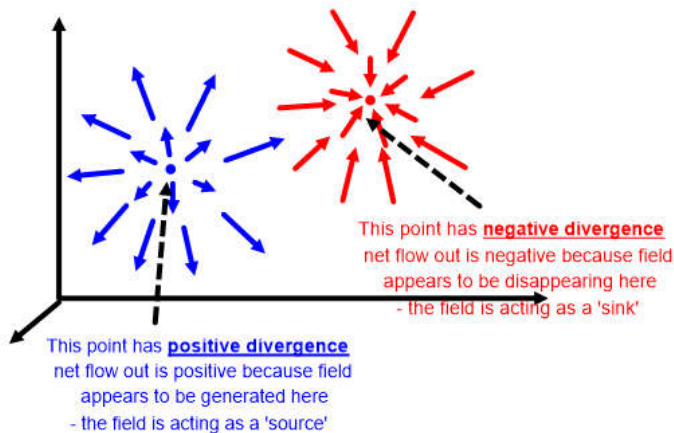 This point has negative divergence
net flow out is negative because field
appears to be disappearing here
- the field is acting as a 'sink'
This point has positive divergence
net flow out is positive because field
appears to be generated here
- the field is acting as a 'source'